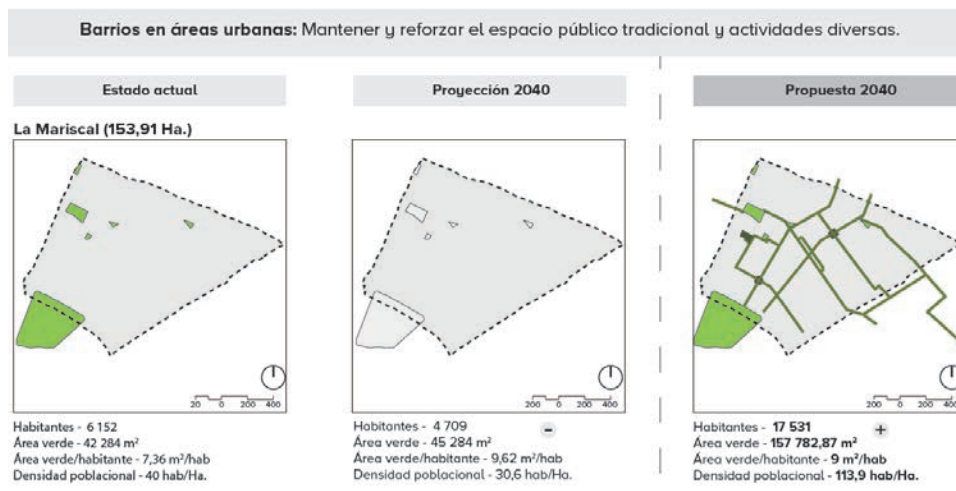 Barrios en áreas urbanas: Mantener y reforzar el espacio público tradicional y actividades diversas.
Estado actual
Proyección 2040
Propuesta 2040
La Mariscal (153,91 Ha.)
20 0 200 400
200 0 200 400
200 0 200 400
Habitantes - 6 152
Área verde - 42 284 m²
Área verde/habitante - 7,36 m²/hab
Densidad poblacional - 40 hab/Ha.
Habitantes - 4 709
Área verde - 45 284 m²
Área verde/habitante - 9,62 m²/hab
Densidad poblacional - 30,6 hab/Ha.
Habitantes - 17 531
Área verde - 157 782,87 m²
Área verde/habitante - 9 m²/hab
Densidad poblacional - 113,9 hab/Ha.